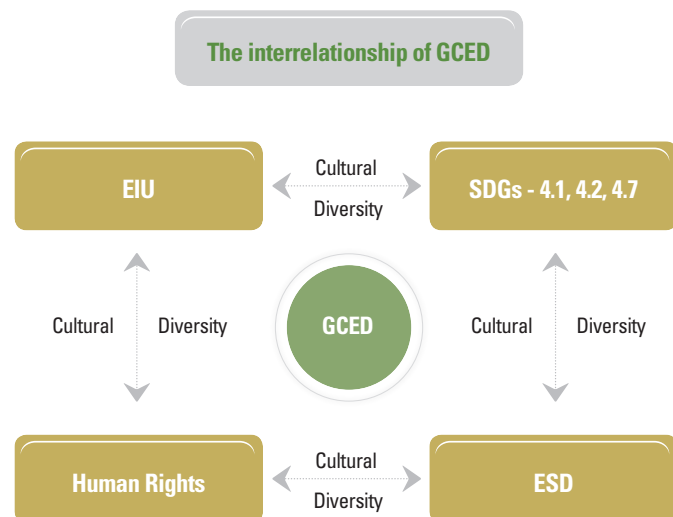 The interrelationship of GCED
EIU
Cultural
Diversity
SDGs - 4.1, 4.2, 4.7
Cultural Diversity
GCED
Cultural Diversity
Human Rights
Cultural
Diversity
ESD